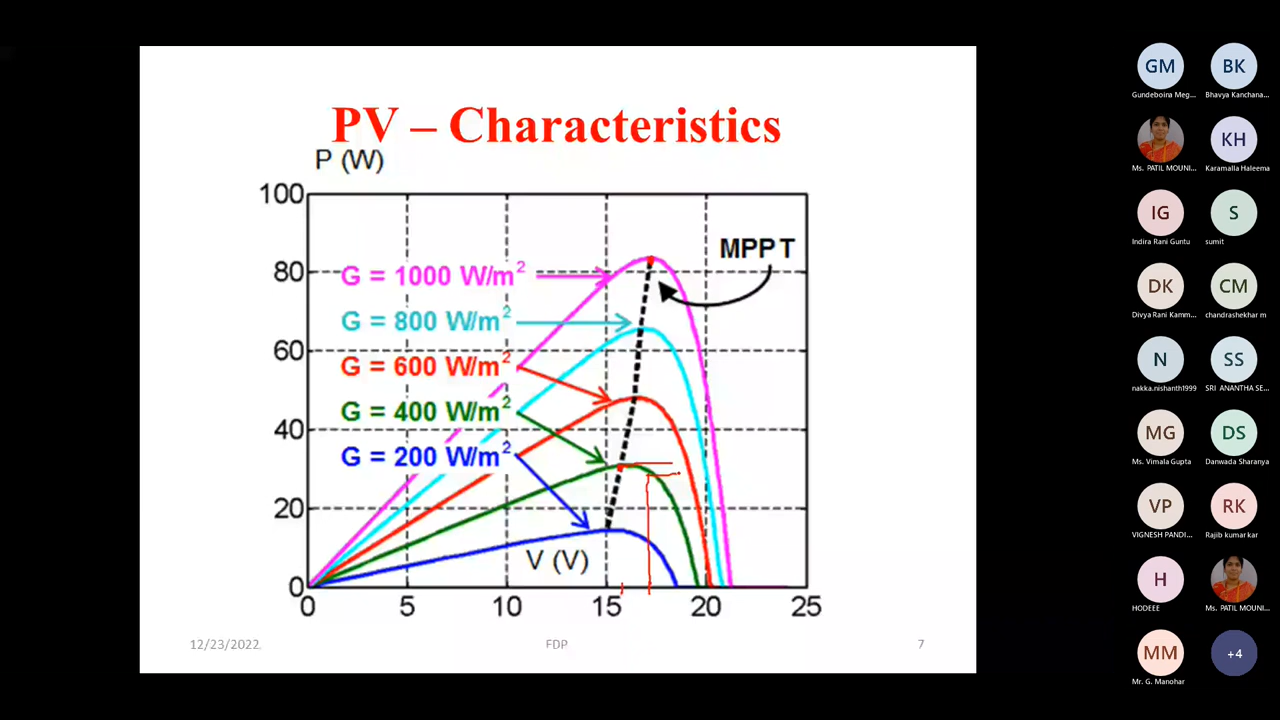 PV – Characteristics
P (W)
100
80
60
40
20
0
MPPT
G = 1000 W/m²
G = 800 W/m²
G = 600 W/m²
G = 400 W/m²
G = 200 W/m²
V (V)
0 5 10 15 20 25
12/23/2022 FDP 7
GM BK
Gundeboina Meg... Bhavya Kanchana...
KH
Ms. PATIL MOUNI... Karamalla Haleema
IG S
Indira Rani Guntu sumit
DK CM
Divya Rani Kamm... chandrashekhar m
N SS
nakka.nishanth1999 SRI ANANTHA SE...
MG DS
Ms. Vimala Gupta Danwada Sharanya
VP RK
VIGNESH PANDI... Rajib kumar kar
H
HODEEE Ms. PATIL MOUNI...
MM +4
Mr. G. Manohar